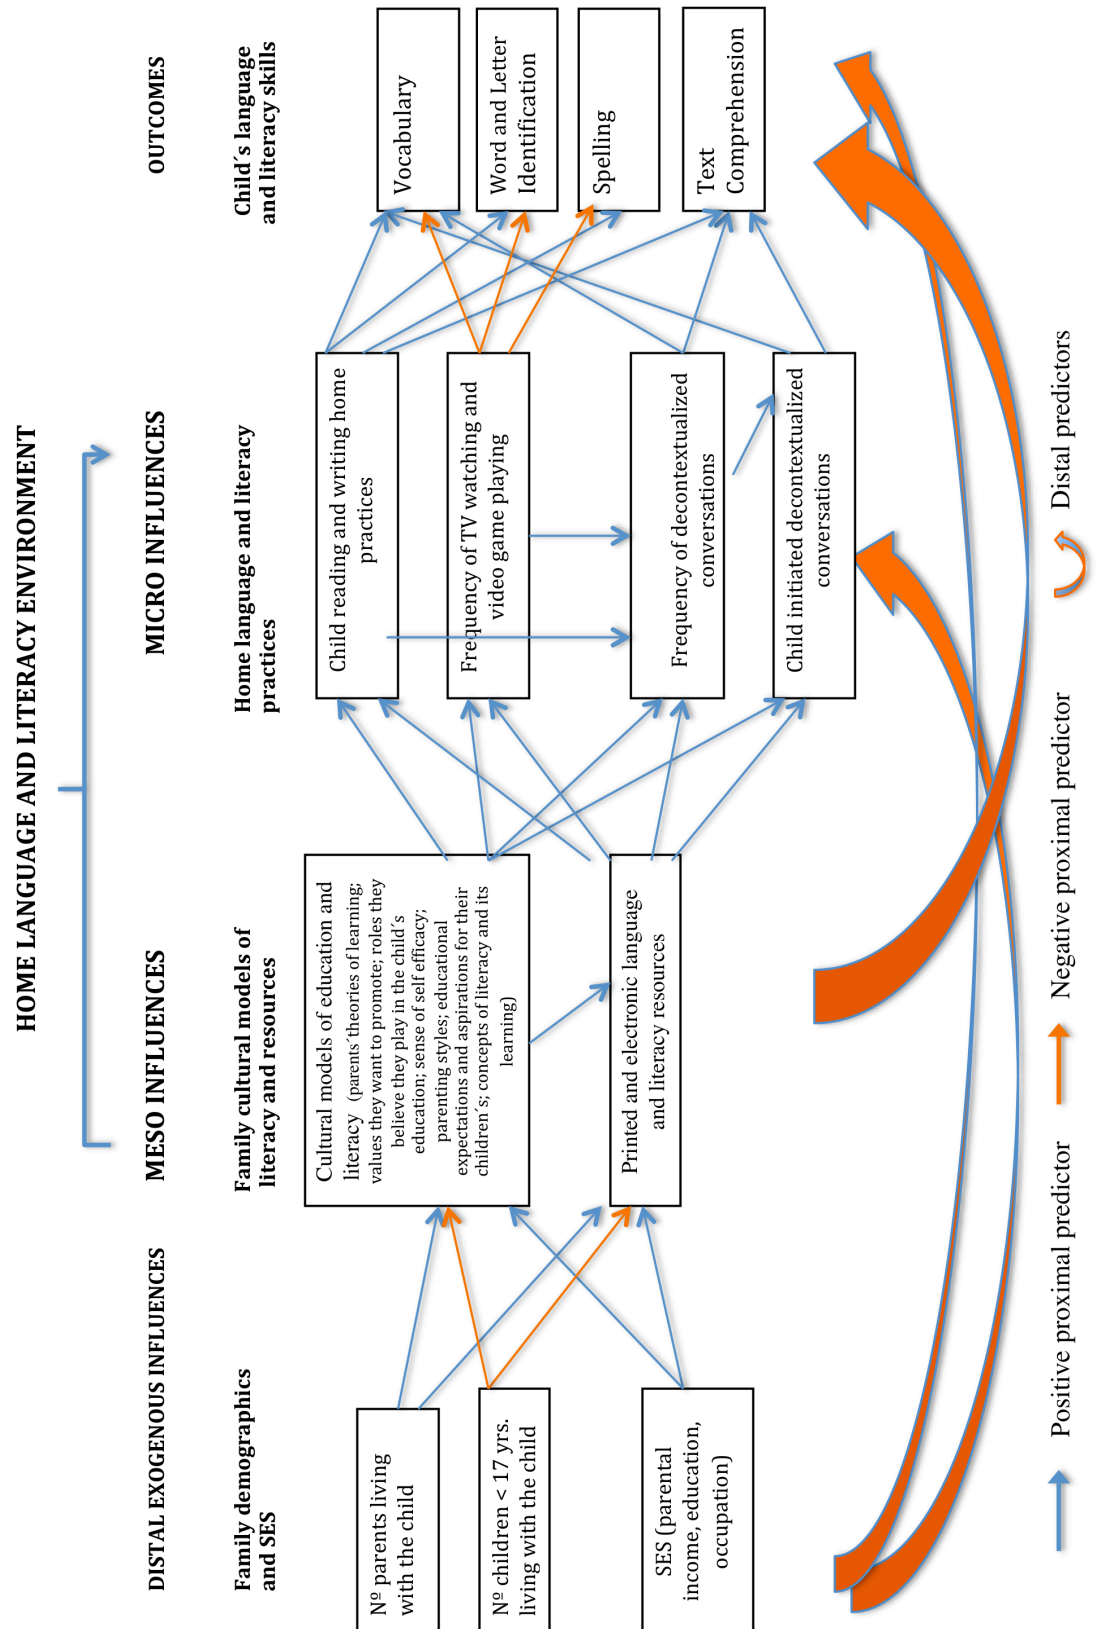 HOME LANGUAGE AND LITERACY ENVIRONMENT
DISTAL EXOGENOUS INFLUENCES
MESO INFLUENCES
MICRO INFLUENCES
OUTCOMES
Family demographics
and SES
Family cultural models of
literacy and resources
Home language and literacy
practices
Child´s language
and literacy skills
Nº parents living
with the child
Nº children < 17 yrs.
living with the child
SES (parental
income, education,
occupation)
Cultural models of education and
literacy (parents´theories of learning;
values they want to promote; roles they
believe they play in the child´s
education; sense of self efficacy;
parenting styles; educational
expectations and aspirations for their
children´s; concepts of literacy and its
learning)
Printed and electronic language
and literacy resources
Child reading and writing home
practices
Frequency of TV watching and
video game playing
Frequency of decontextualized
conversations
Child initiated decontextualized
conversations
Vocabulary
Word and Letter
Identification
Spelling
Text
Comprehension
Positive proximal predictor
Negative proximal predictor
Distal predictors